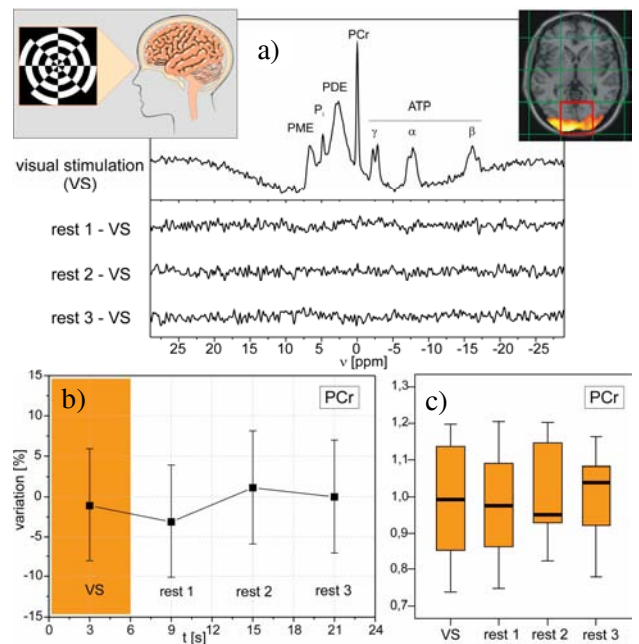 a)
PCr
PDE
P i
PME
ATP
γ α β
visual stimulation
(VS)
rest 1 - VS
rest 2 - VS
rest 3 - VS
25 20 15 10 5 0 -5 -10 -15 -20 -25
ν [ppm]
b)
PCr
variation [%]
15
10
5
0
-5
-10
-15
VS rest 1 rest 2 rest 3
0 3 6 9 12 15 18 21 24
t [s]
c)
PCr
1,3
1,2
1,1
1,0
0,9
0,8
0,7
VS rest 1 rest 2 rest 3